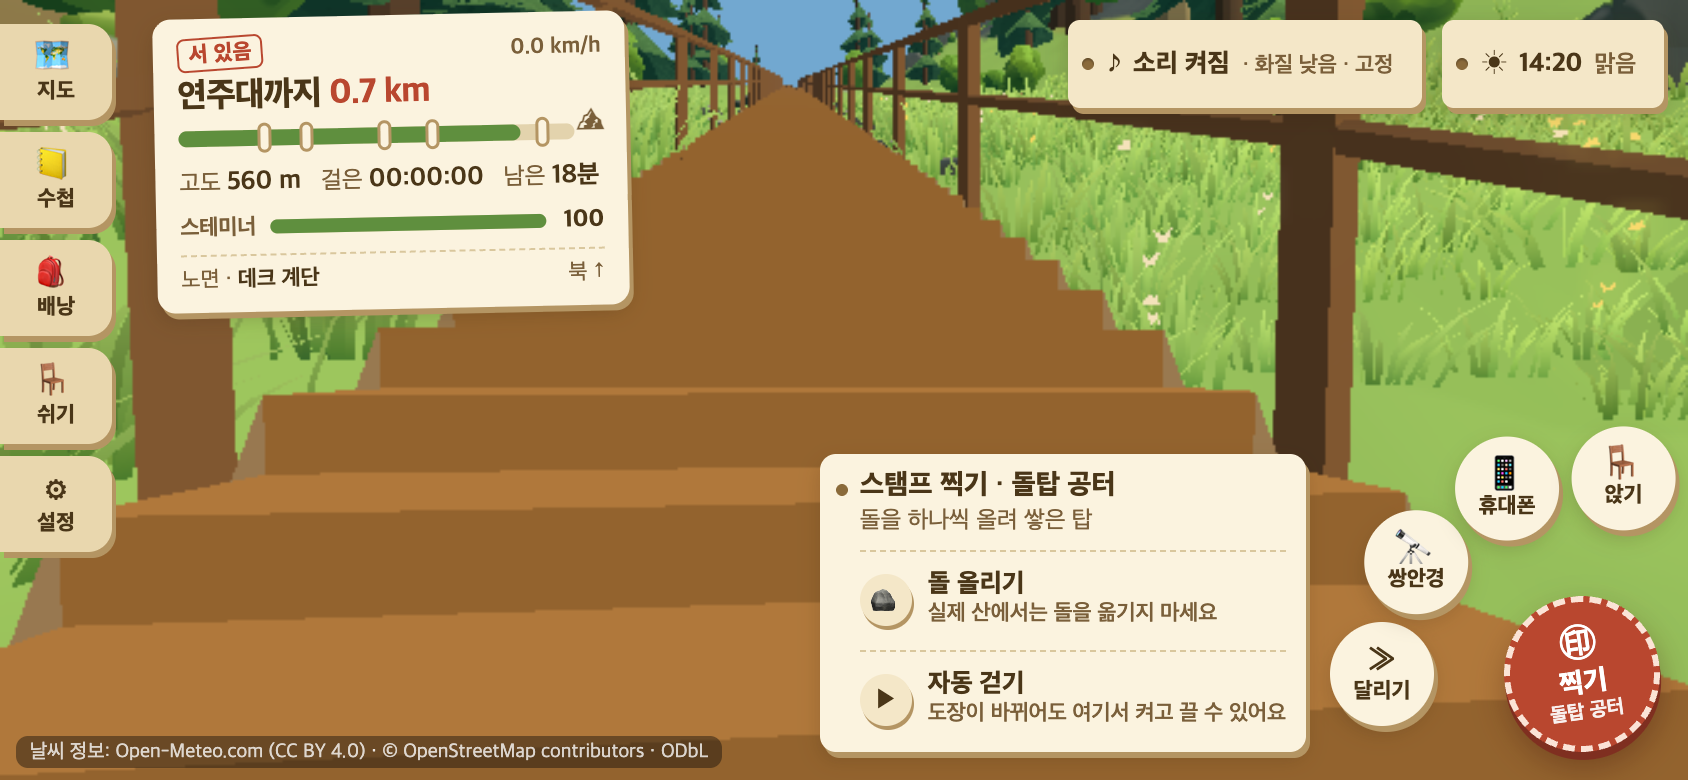 지도
수첩
배낭
쉬기
설정
서 있음
0.0 km/h
연주대까지 0.7 km
고도 560 m 걸은 00:00:00 남은 18분
스테미너 100
노면 · 데크 계단
북 ↑
♪ 소리 켜짐 · 화질 낮음 · 고정
☀ 14:20 맑음
스탬프 찍기 · 돌탑 공터
돌을 하나씩 올려 쌓은 탑
돌 올리기
실제 산에서는 돌을 옮기지 마세요
자동 걷기
도장이 바뀌어도 여기서 켜고 끌 수 있어요
휴대폰
앉기
쌍안경
달리기
印
찍기
돌탑 공터
날씨 정보: Open-Meteo.com (CC BY 4.0) · © OpenStreetMap contributors · ODbL